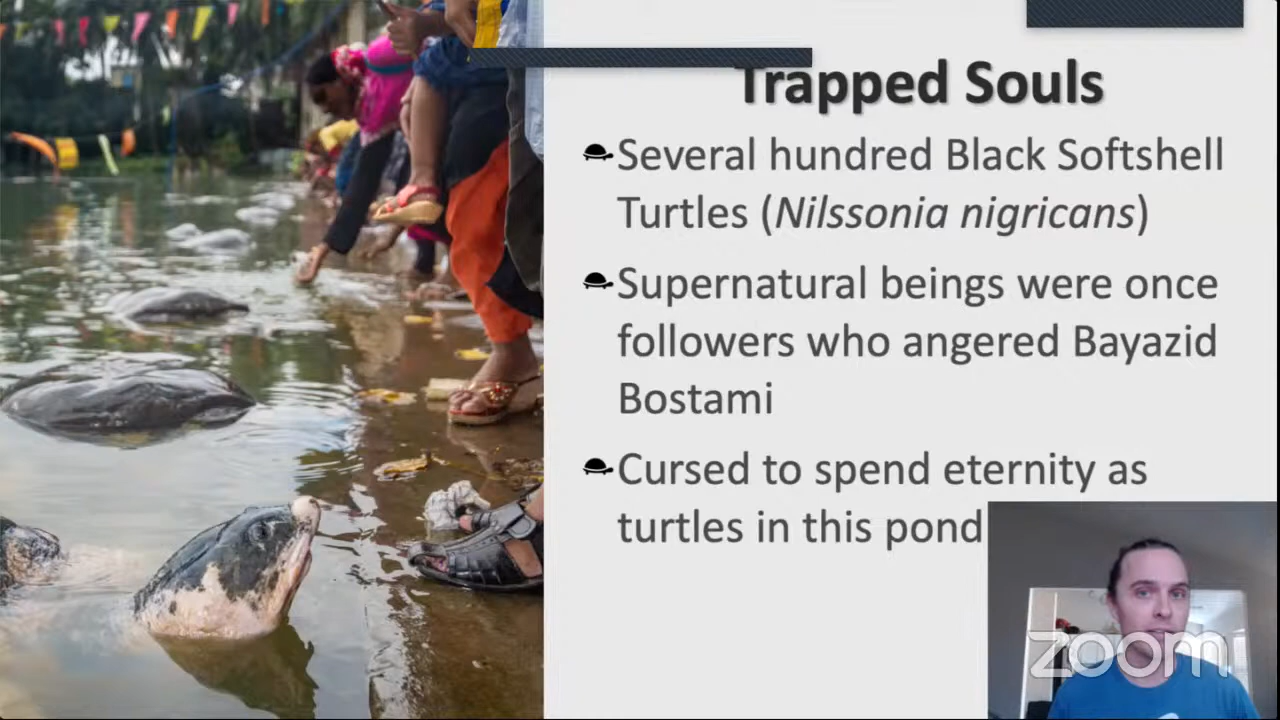 Trapped Souls
Several hundred Black Softshell
Turtles (Nilssonia nigricans)
Supernatural beings were once
followers who angered Bayazid
Bostami
Cursed to spend eternity as
turtles in this pond
zoom